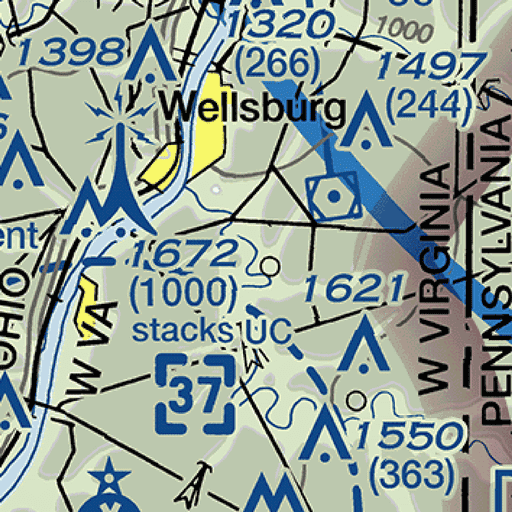 1320
(266)
1000
1398
1497
(244)
Wellsburg
ent
1672
(1000)
stacks UC
1621
OHIO
W VA
W VIRGINIA
PENNSYLVANIA
37
1550
(363)